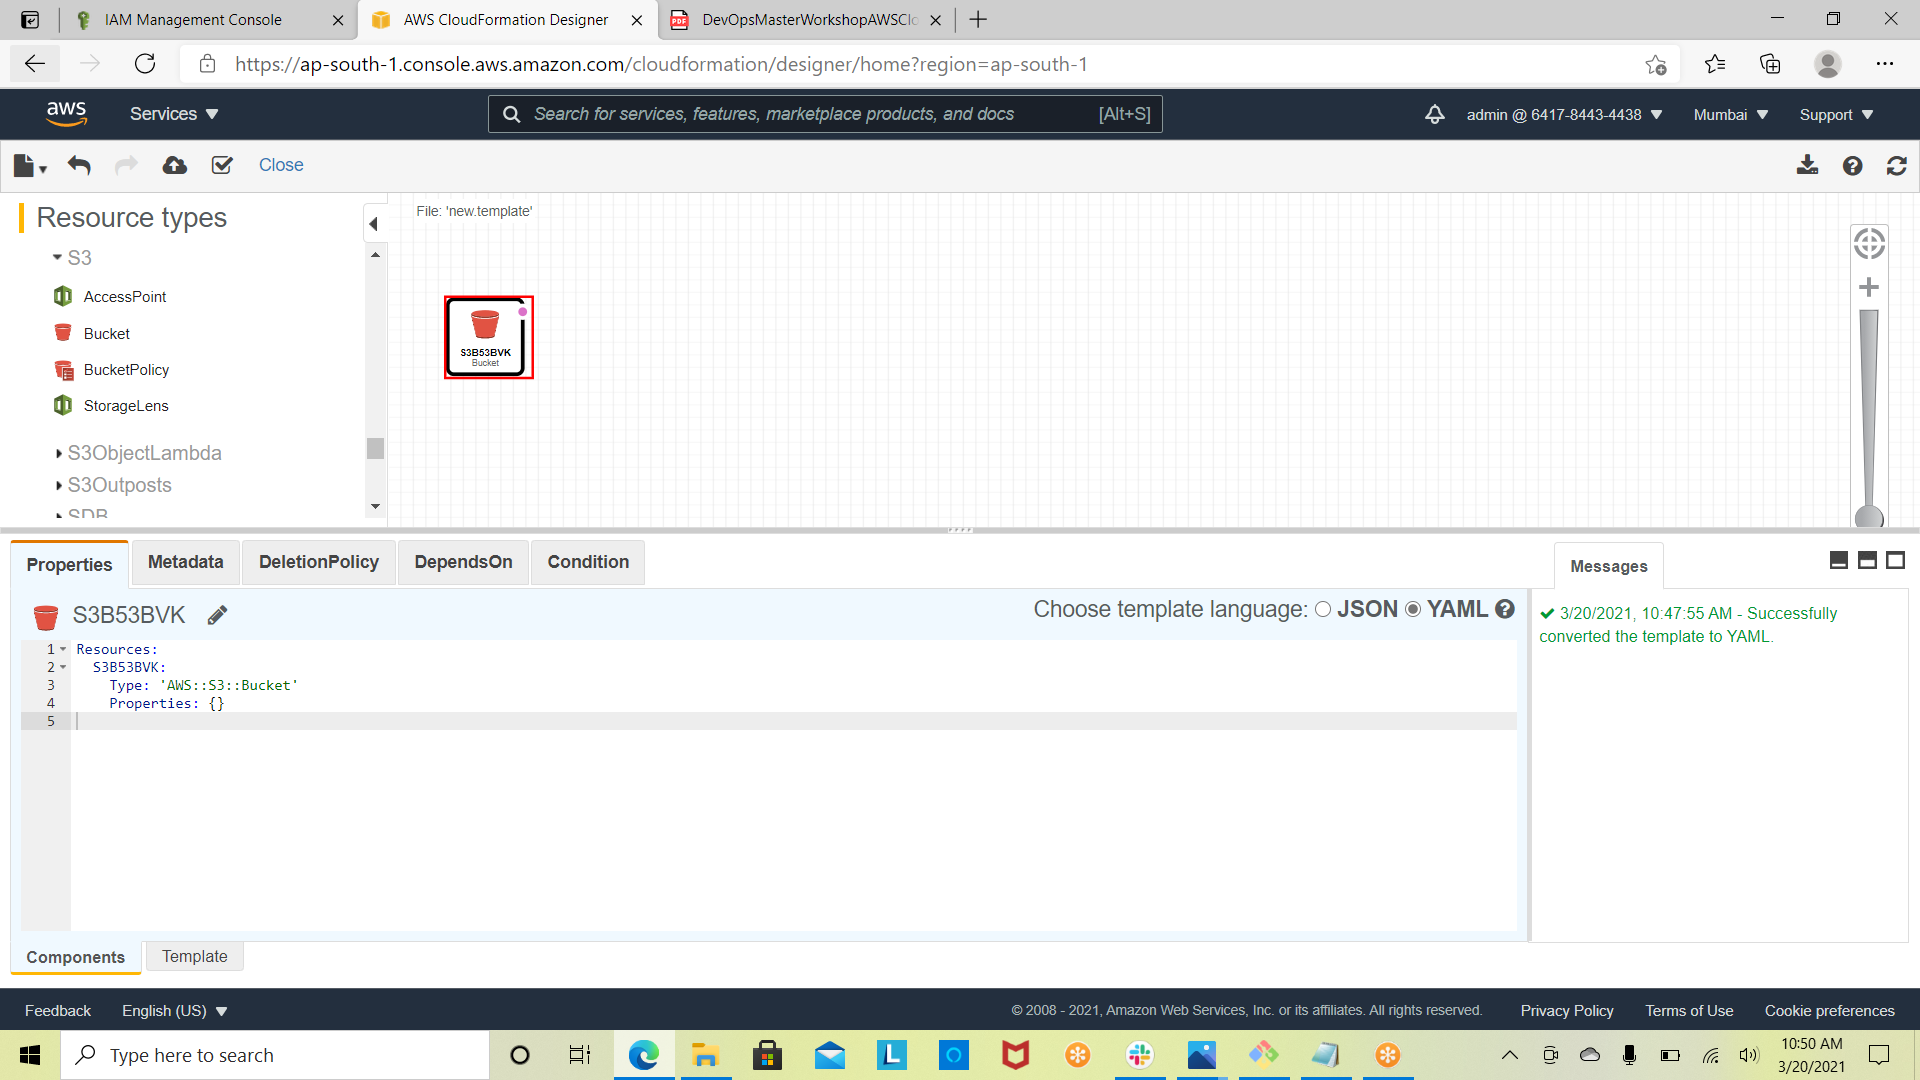 IAM Management Console
AWS CloudFormation Designer
DevOpsMasterWorkshopAWSClo
https://ap-south-1.console.aws.amazon.com/cloudformation/designer/home?region=ap-south-1
aws
Services
Search for services, features, marketplace products, and docs
[Alt+S]
admin @ 6417-8443-4438
Mumbai
Support
Close
Resource types
File: 'new.template'
S3
AccessPoint
Bucket
BucketPolicy
StorageLens
S3ObjectLambda
S3Outposts
SDB
S3B53BVK
Bucket
Properties
Metadata
DeletionPolicy
DependsOn
Condition
Messages
S3B53BVK
Choose template language: JSON YAML
1 Resources:
2 S3B53BVK:
3 Type: 'AWS::S3::Bucket'
4 Properties: {}
5
3/20/2021, 10:47:55 AM - Successfully
converted the template to YAML.
Components
Template
Feedback
English (US)
© 2008 - 2021, Amazon Web Services, Inc. or its affiliates. All rights reserved.
Privacy Policy
Terms of Use
Cookie preferences
Type here to search
10:50 AM
3/20/2021